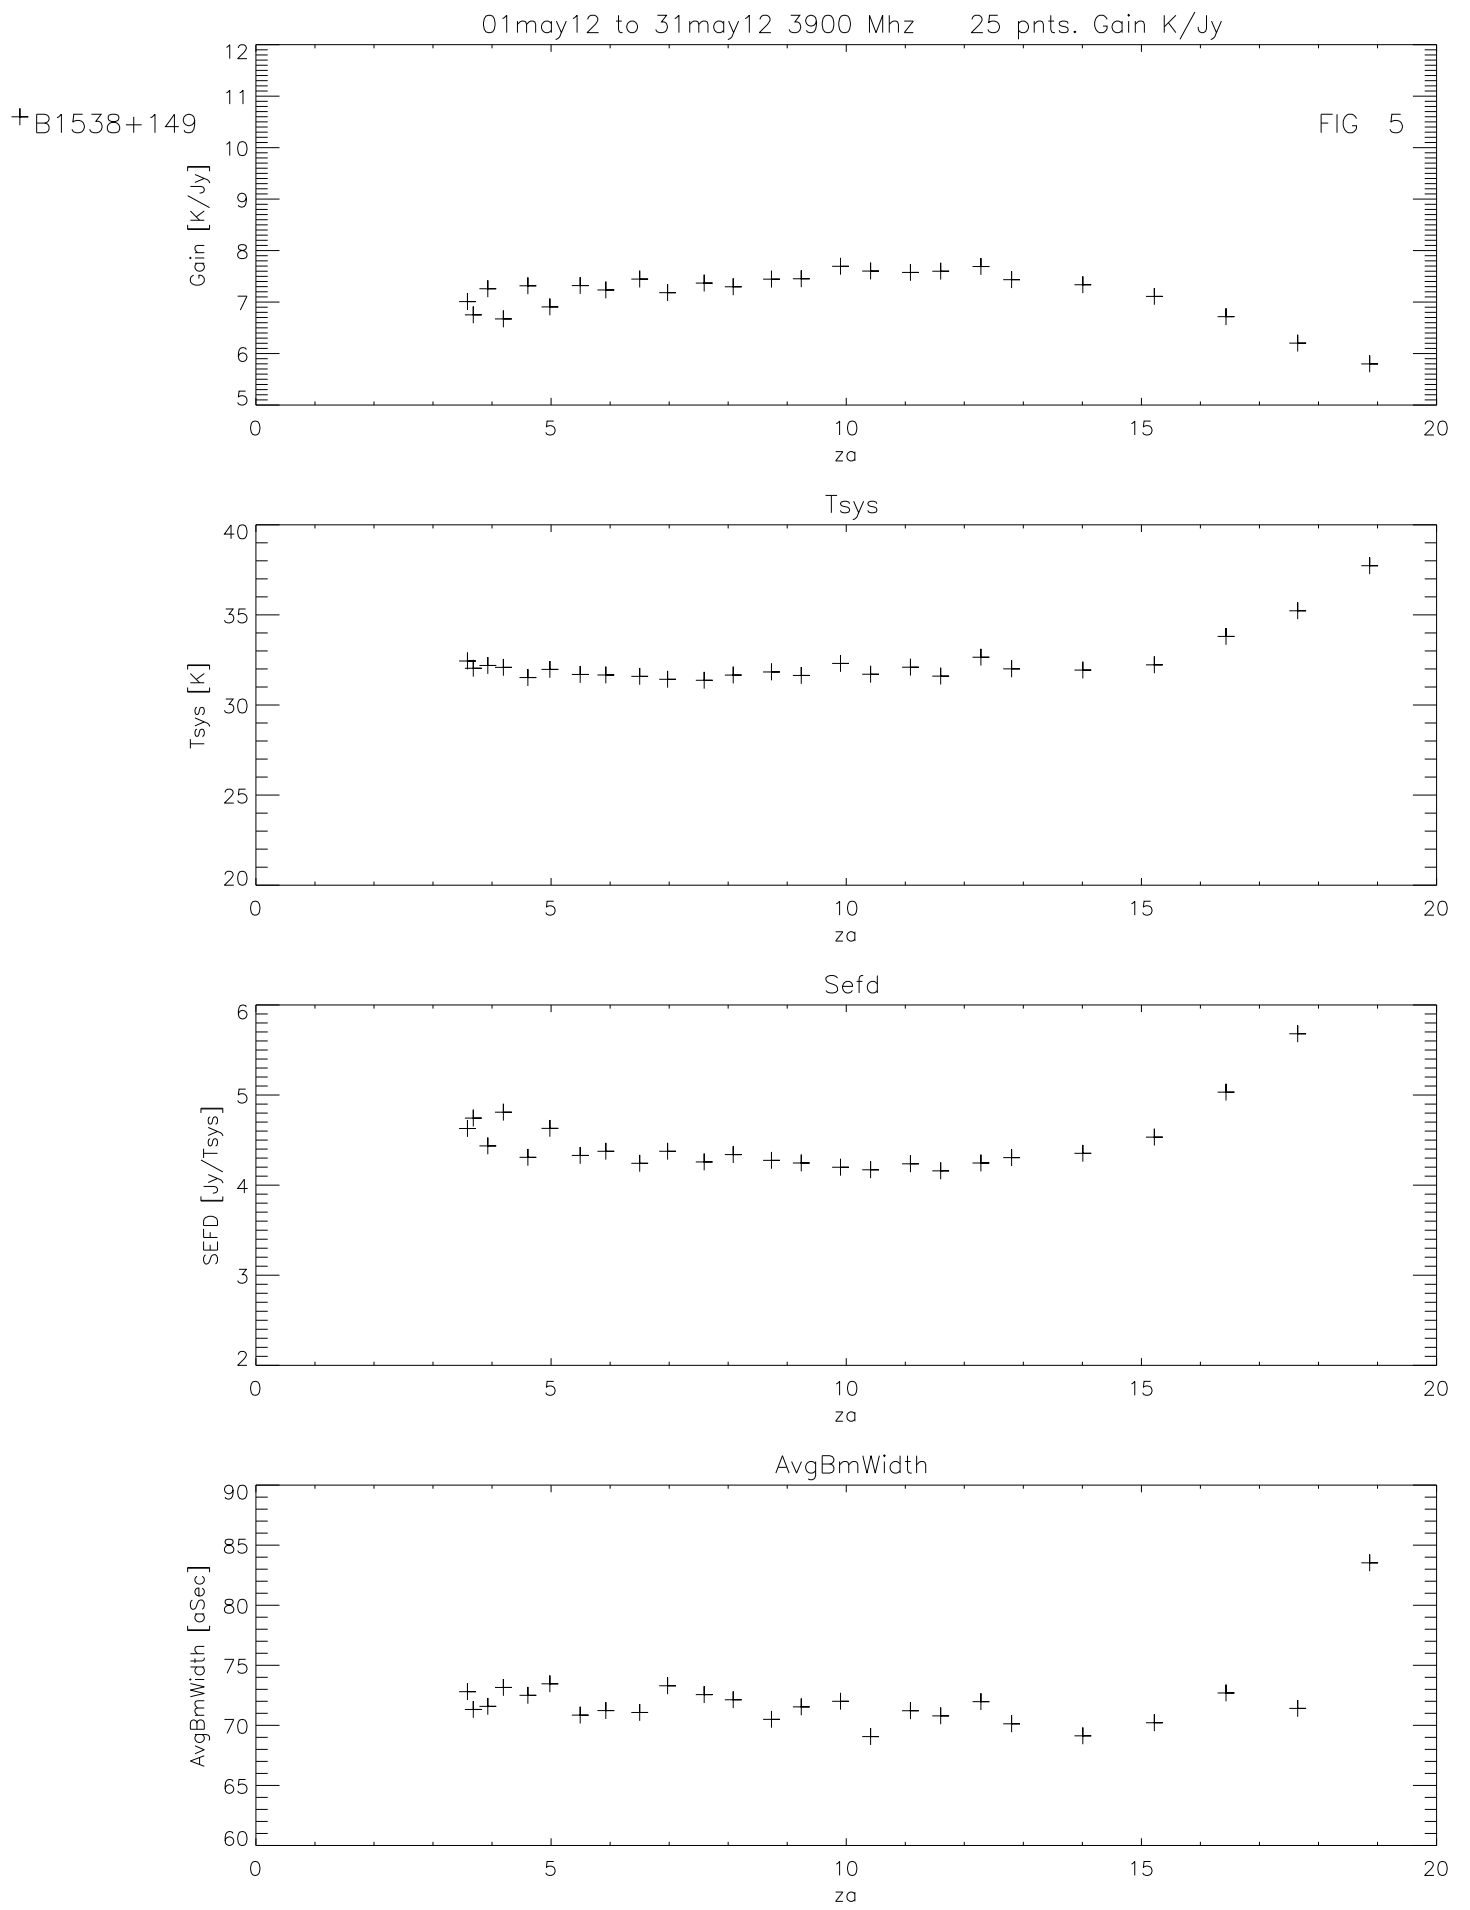 01may12 to 31may12 3900 Mhz 25 pnts. Gain K/Jy
+ B1538+149
FIG 5
Gain [K/Jy]
12
11
10
9
8
7
6
5
0 5 10 15 20
za
Tsys
Tsys [K]
40
35
30
25
20
0 5 10 15 20
za
Sefd
SEFD [Jy/Tsys]
6
5
4
3
2
0 5 10 15 20
za
AvgBmWidth
AvgBmWidth [aSec]
90
85
80
75
70
65
60
0 5 10 15 20
za